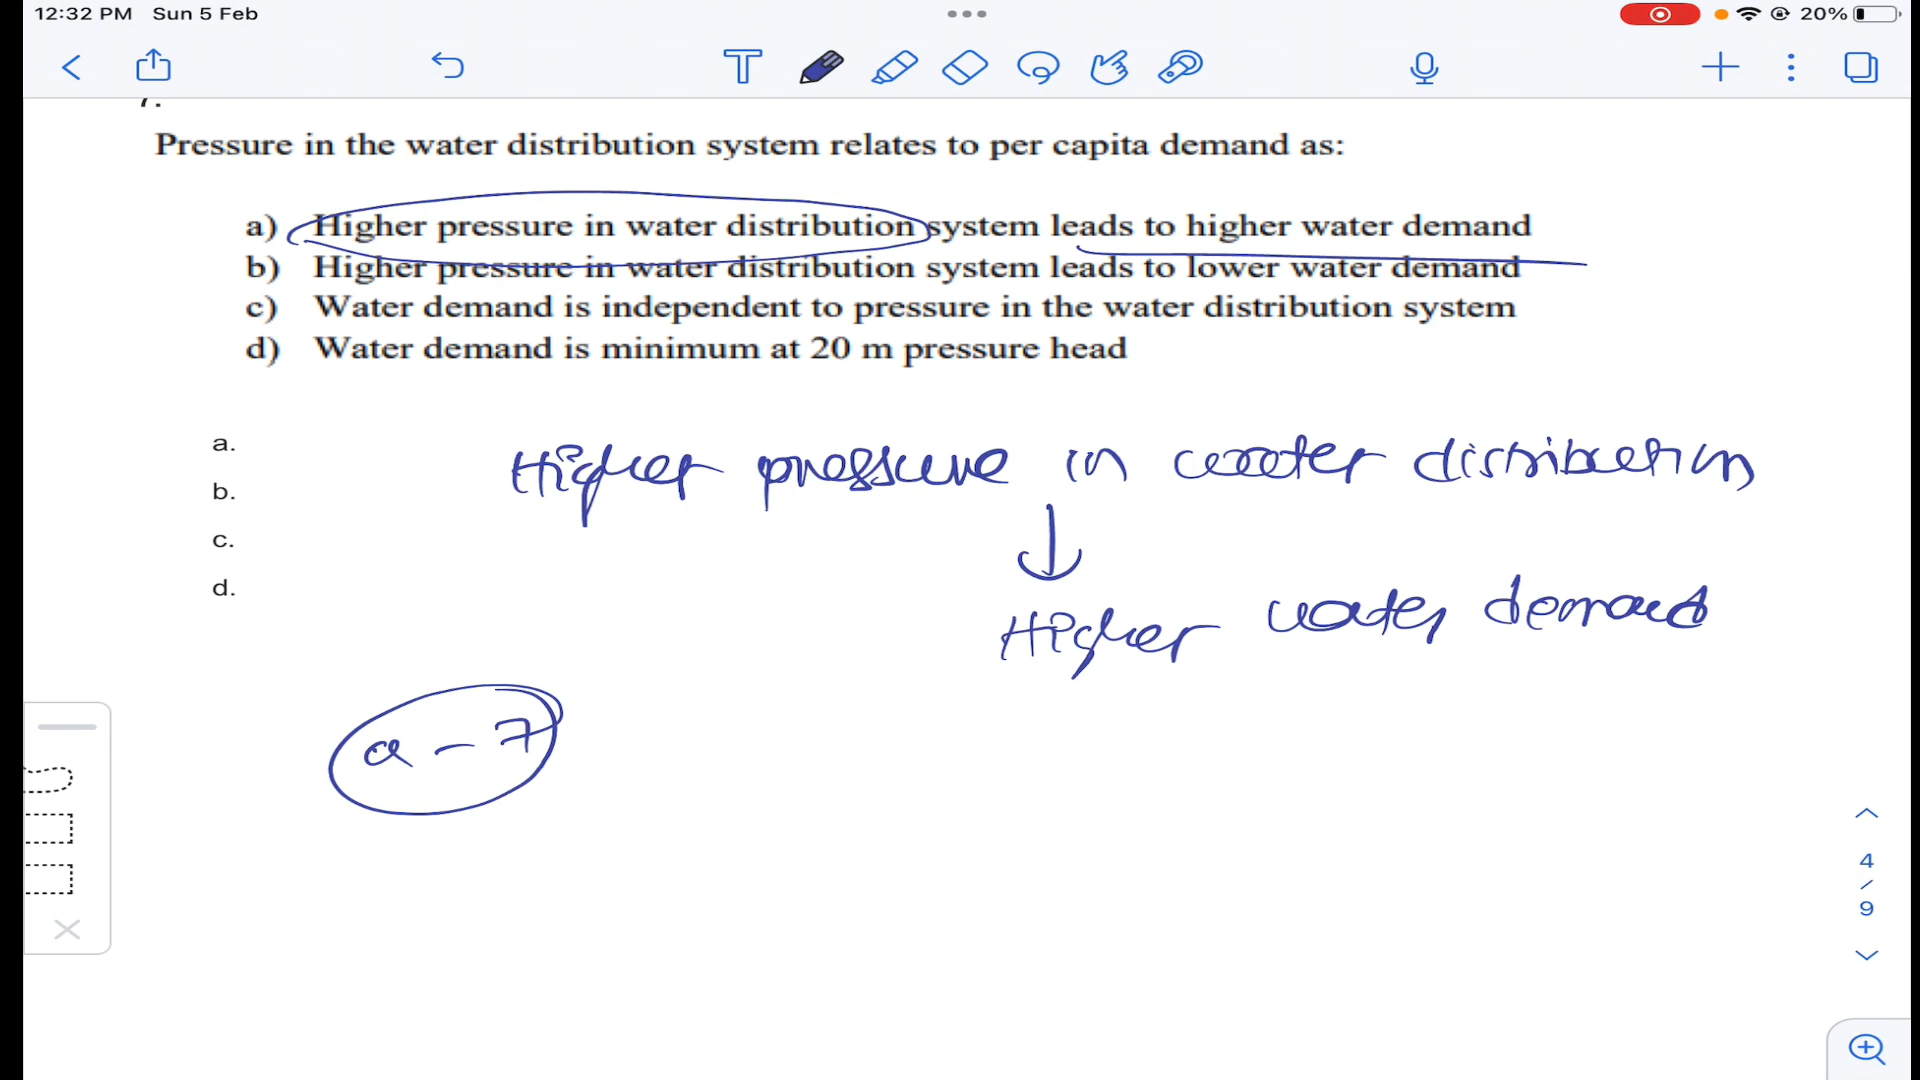 12:32 PM Sun 5 Feb
20%
7.
Pressure in the water distribution system relates to per capita demand as:
a) Higher pressure in water distribution system leads to higher water demand
b) Higher pressure in water distribution system leads to lower water demand
c) Water demand is independent to pressure in the water distribution system
d) Water demand is minimum at 20 m pressure head
a.
b.
c.
d.
Higher pressure in water distribution
Higher water demand
a - 7
4
/
9